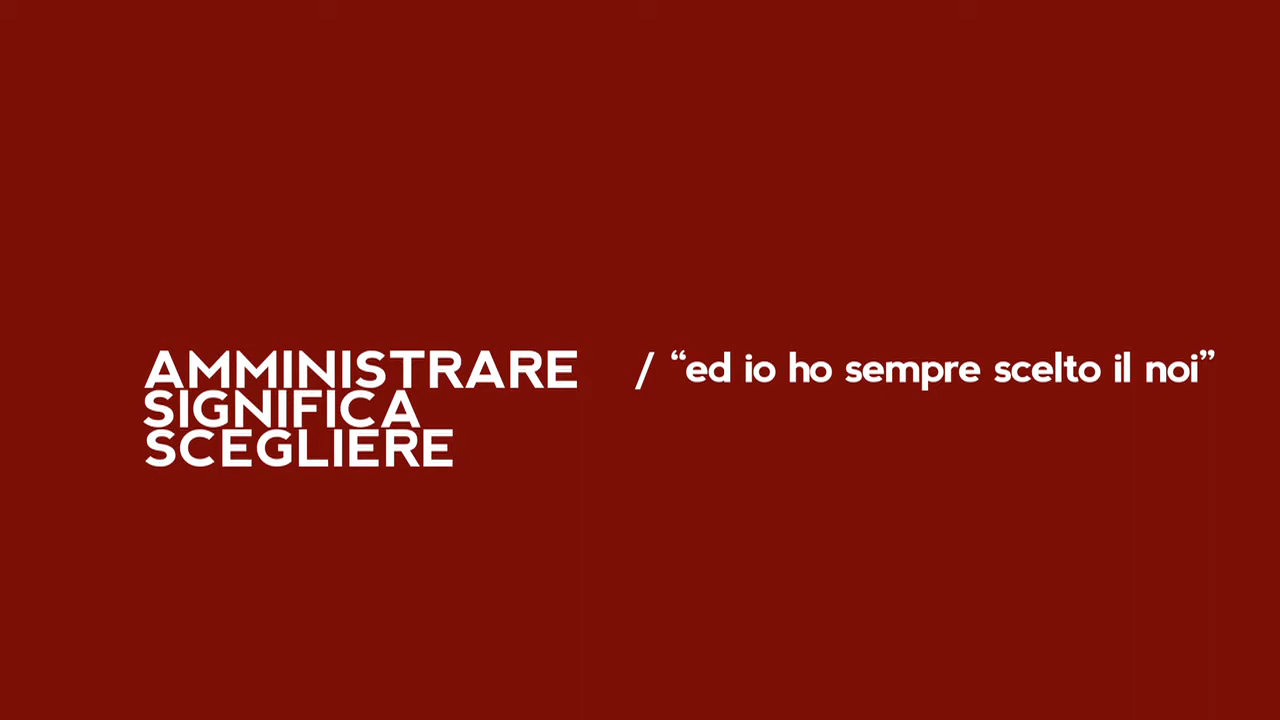 AMMINISTRARE
SIGNIFICA
SCEGLIERE
/ “ed io ho sempre scelto il noi”